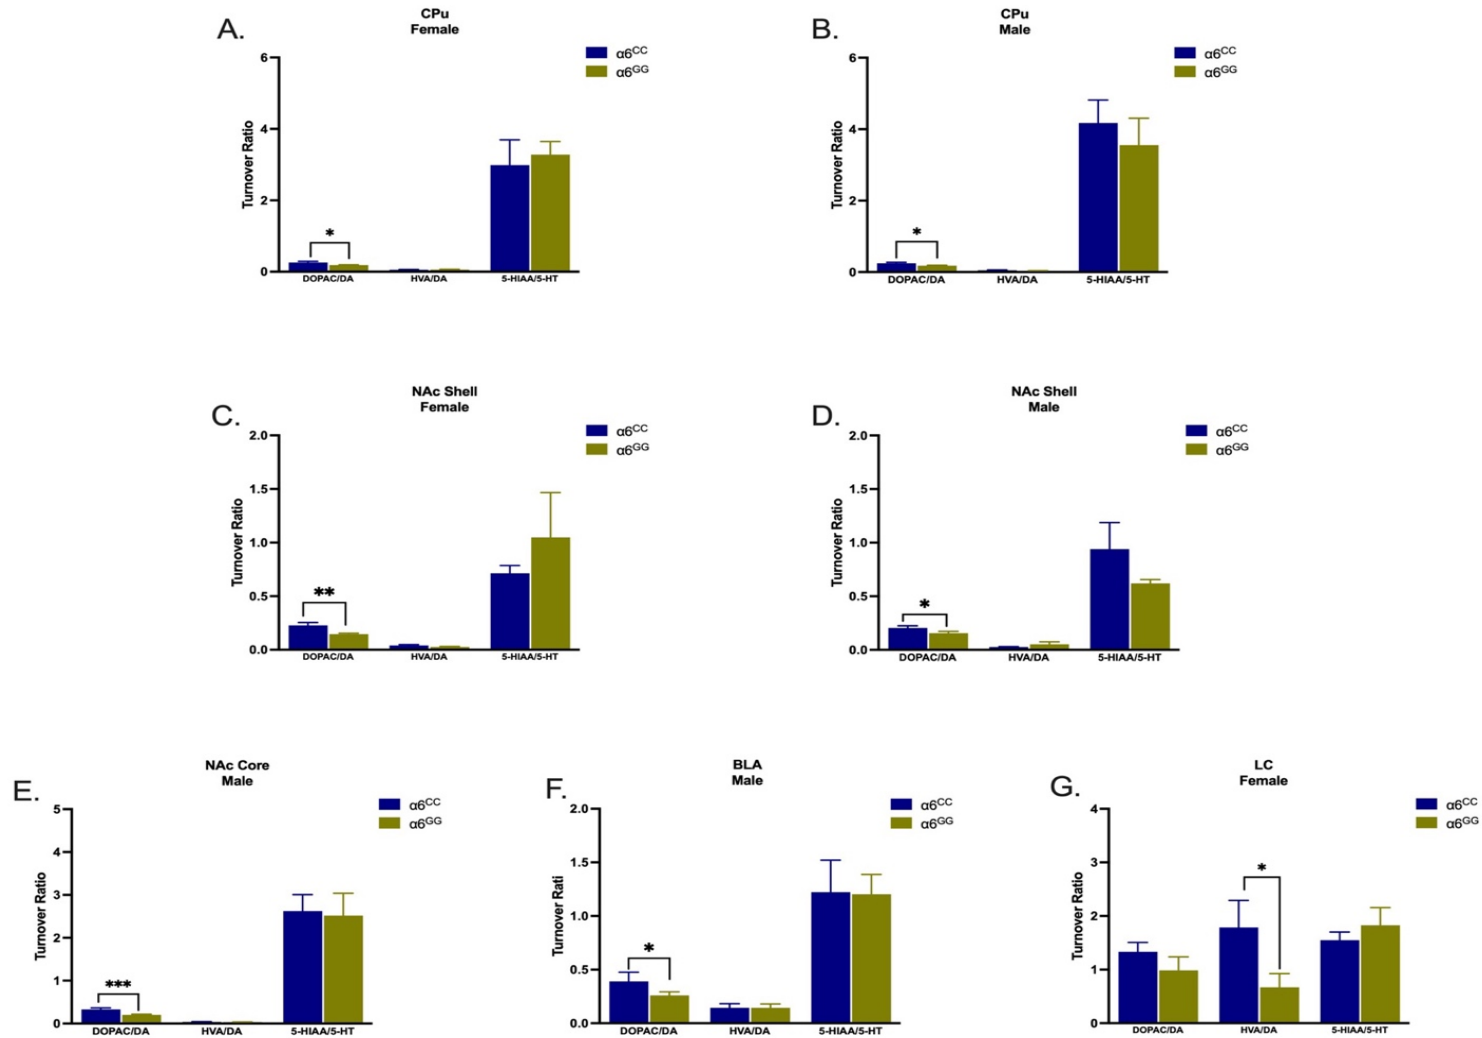 A.
CPu
Female
α6CC
α6GG
Turnover Ratio
6
4
2
0
*
DOPAC/DA
HVA/DA
5-HIAA/5-HT
B.
CPu
Male
α6CC
α6GG
Turnover Ratio
6
4
2
0
*
DOPAC/DA
HVA/DA
5-HIAA/5-HT
C.
NAc Shell
Female
α6CC
α6GG
Turnover Ratio
2.0
1.5
1.0
0.5
0.0
**
DOPAC/DA
HVA/DA
5-HIAA/5-HT
D.
NAc Shell
Male
α6CC
α6GG
Turnover Ratio
2.0
1.5
1.0
0.5
0.0
*
DOPAC/DA
HVA/DA
5-HIAA/5-HT
E.
NAc Core
Male
α6CC
α6GG
Turnover Ratio
5
4
3
2
1
0
***
DOPAC/DA
HVA/DA
5-HIAA/5-HT
F.
BLA
Male
α6CC
α6GG
Turnover Rati
2.0
1.5
1.0
0.5
0.0
*
DOPAC/DA
HVA/DA
5-HIAA/5-HT
G.
LC
Female
α6CC
α6GG
Turnover Ratio
4
3
2
1
0
*
DOPAC/DA
HVA/DA
5-HIAA/5-HT